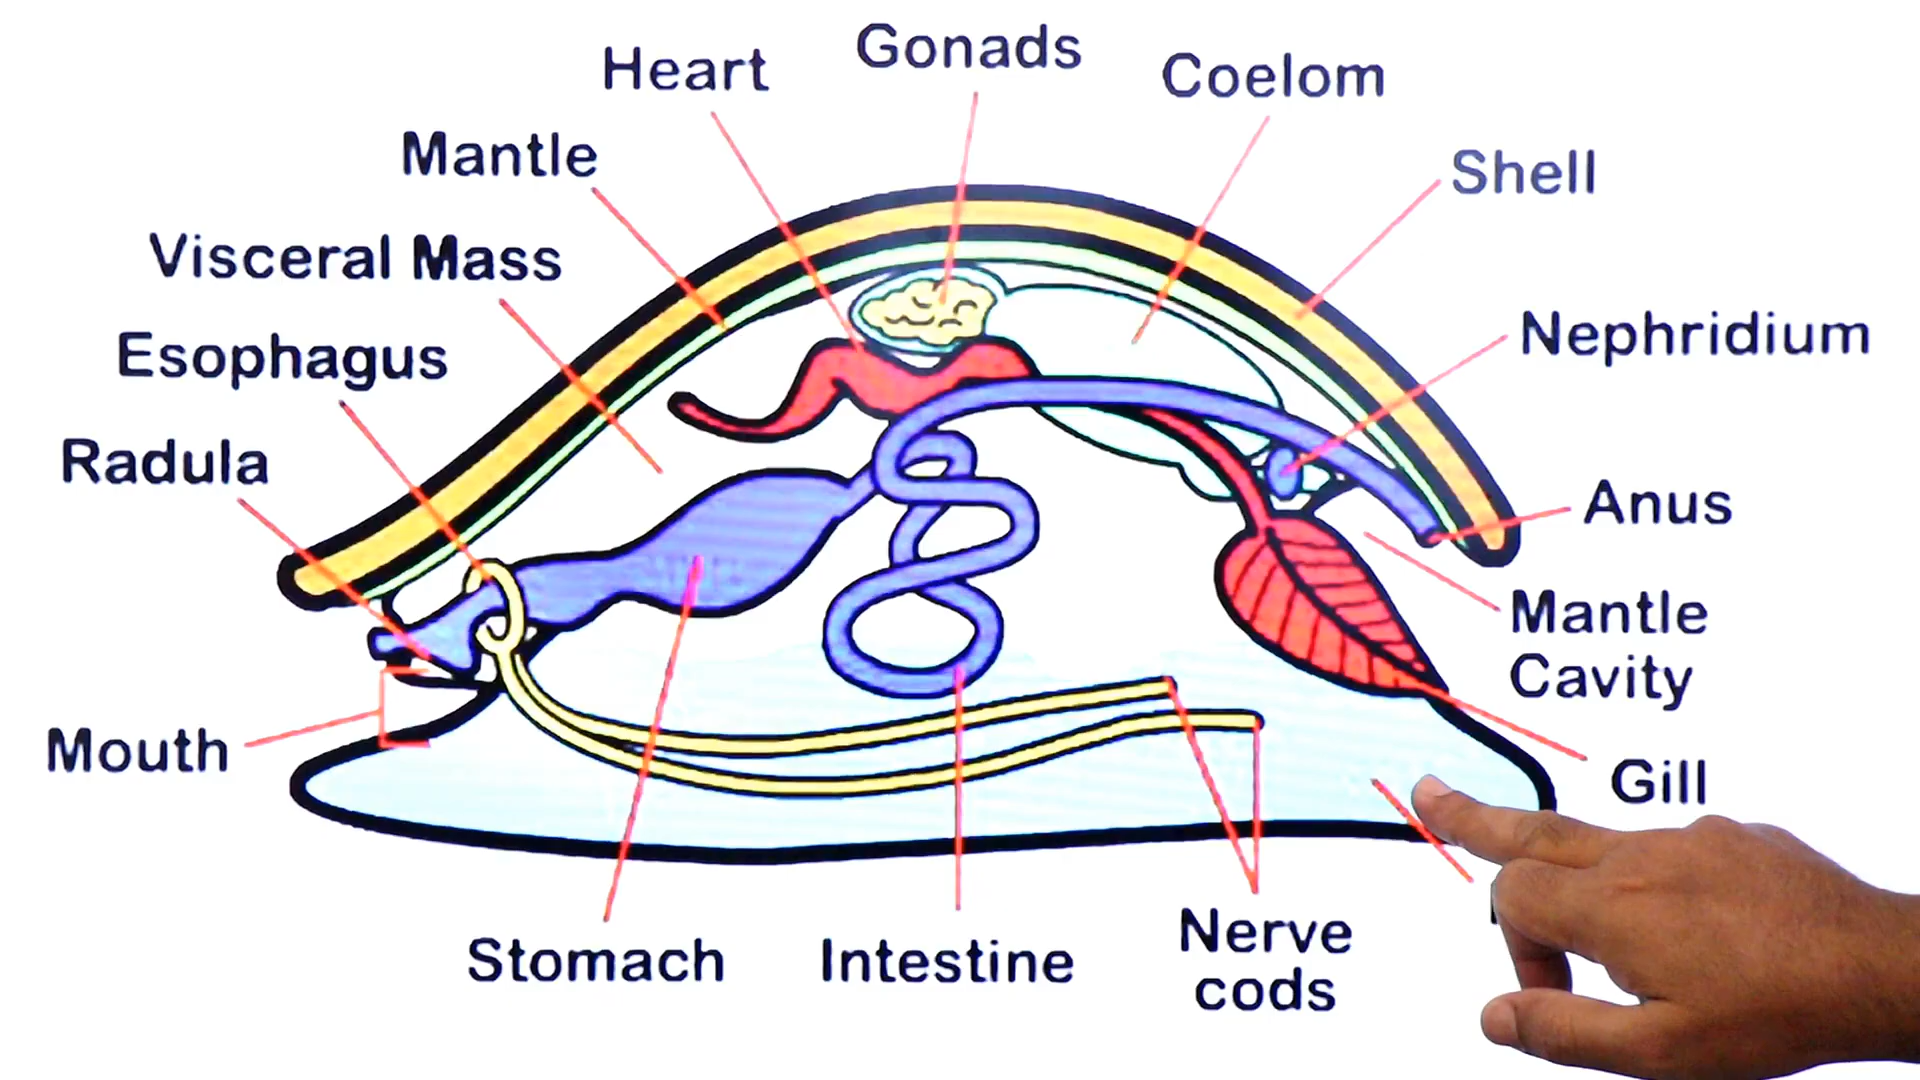 Gonads
Heart
Coelom
Mantle
Shell
Visceral Mass
Nephridium
Esophagus
Radula
Anus
Mantle
Cavity
Mouth
Gill
Nerve
cods
Stomach
Intestine